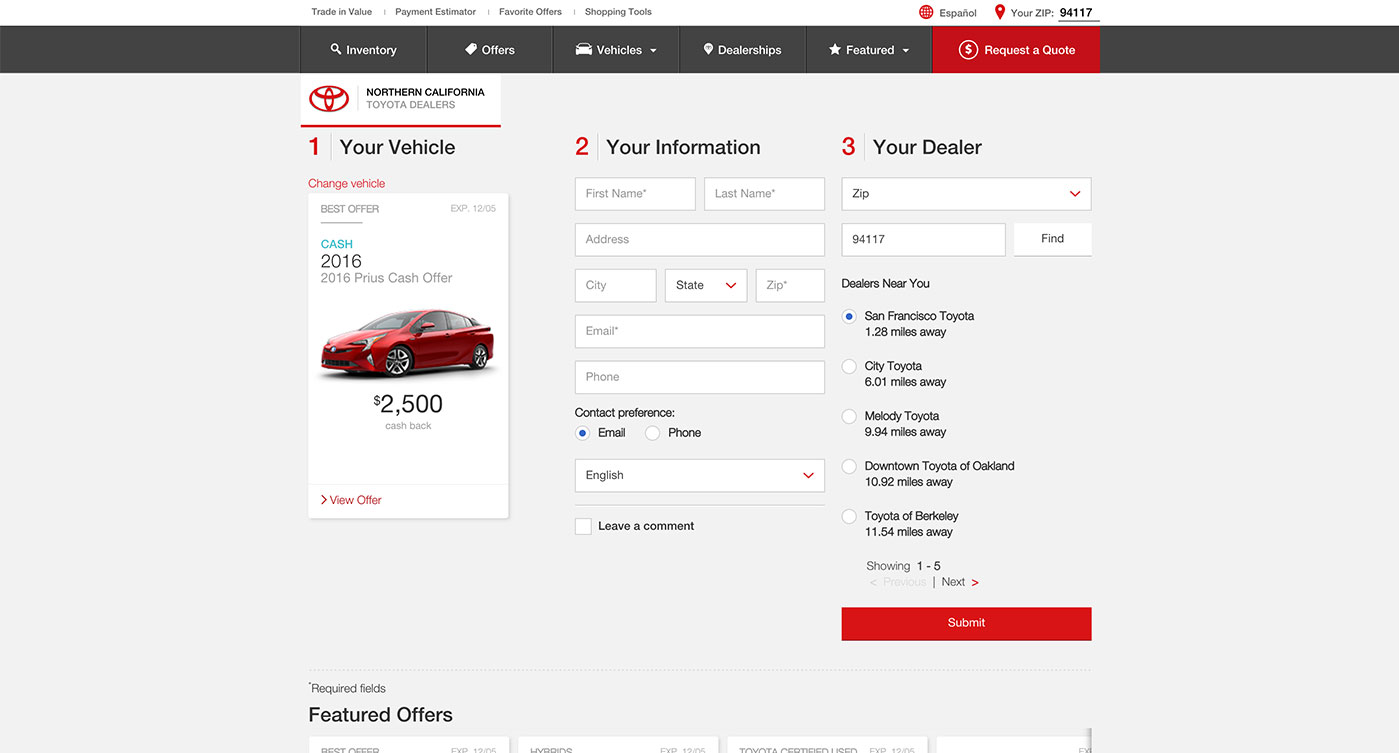 Trade in Value
Payment Estimator
Favorite Offers
Shopping Tools
Español
Your ZIP: 94117
Inventory
Offers
Vehicles
Dealerships
Featured
$ Request a Quote
NORTHERN CALIFORNIA
TOYOTA DEALERS
1 Your Vehicle
Change vehicle
BEST OFFER EXP. 12/05
CASH
2016
2016 Prius Cash Offer
$2,500
cash back
> View Offer
2 Your Information
First Name*
Last Name*
Address
City
State
Zip*
Email*
Phone
Contact preference:
Email
Phone
English
Leave a comment
3 Your Dealer
Zip
94117
Find
Dealers Near You
San Francisco Toyota
1.28 miles away
City Toyota
6.01 miles away
Melody Toyota
9.94 miles away
Downtown Toyota of Oakland
10.92 miles away
Toyota of Berkeley
11.54 miles away
Showing 1 - 5
< Previous | Next >
Submit
*Required fields
Featured Offers
BEST OFFER EXP. 12/05
HYBRIDS EXP. 12/05
TOYOTA CERTIFIED USED EXP. 12/05